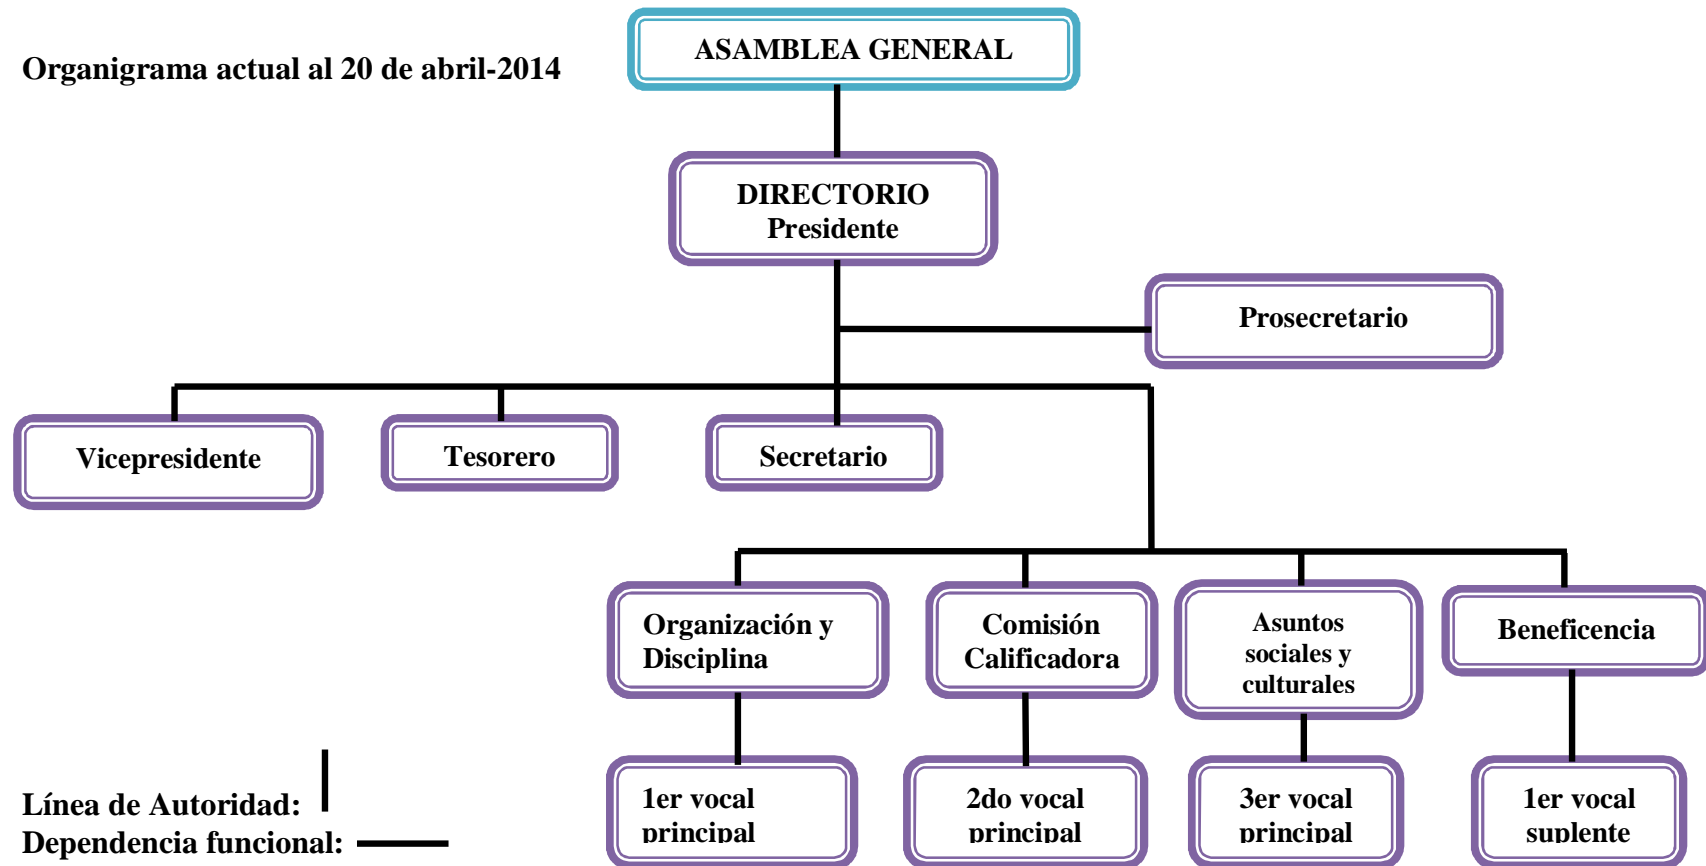 ASAMBLEA GENERAL
Organigrama actual al 20 de abril-2014
DIRECTORIO
Presidente
Prosecretario
Vicepresidente
Tesorero
Secretario
Organización y
Disciplina
Comisión
Calificadora
Asuntos
sociales y
culturales
Beneficencia
1er vocal
principal
2do vocal
principal
3er vocal
principal
1er vocal
suplente
Línea de Autoridad:
Dependencia funcional: